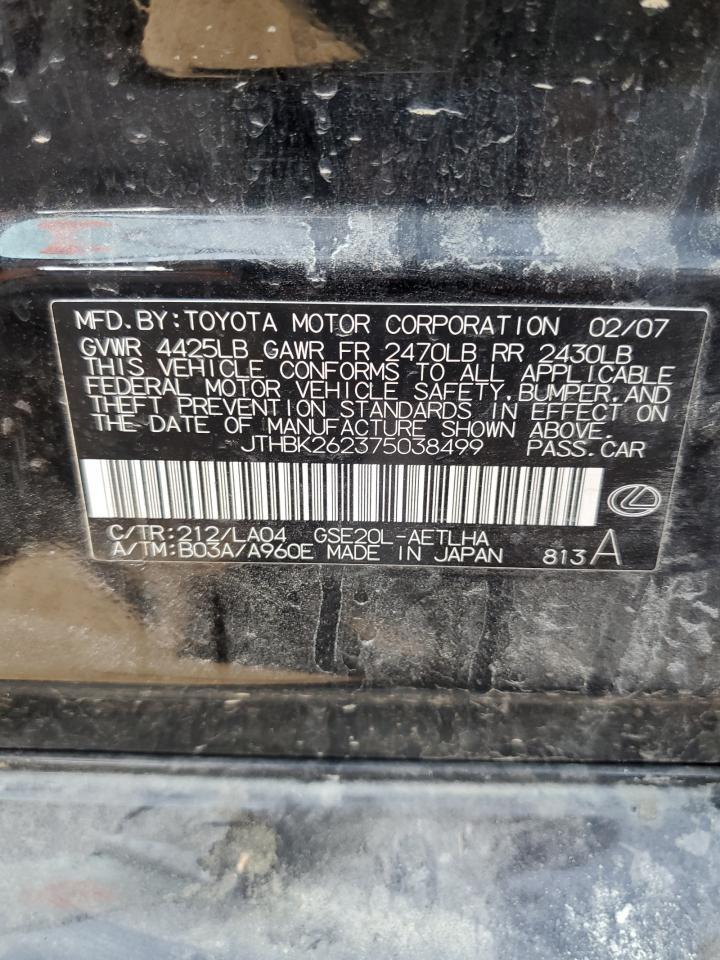 MFD.BY:TOYOTA MOTOR CORPORATION 02/07
GVWR 4425LB GAWR FR 2470LB RR 2430LB
THIS VEHICLE CONFORMS TO ALL APPLICABLE
FEDERAL MOTOR VEHICLE SAFETY,BUMPER,AND
THEFT PREVENTION STANDARDS IN EFFECT ON
THE DATE OF MANUFACTURE SHOWN ABOVE.
JTHBK262375038499 PASS.CAR
C/TR:212/LA04 GSE20L-AETLHA
A/TM:B03A/A960E MADE IN JAPAN 813 A